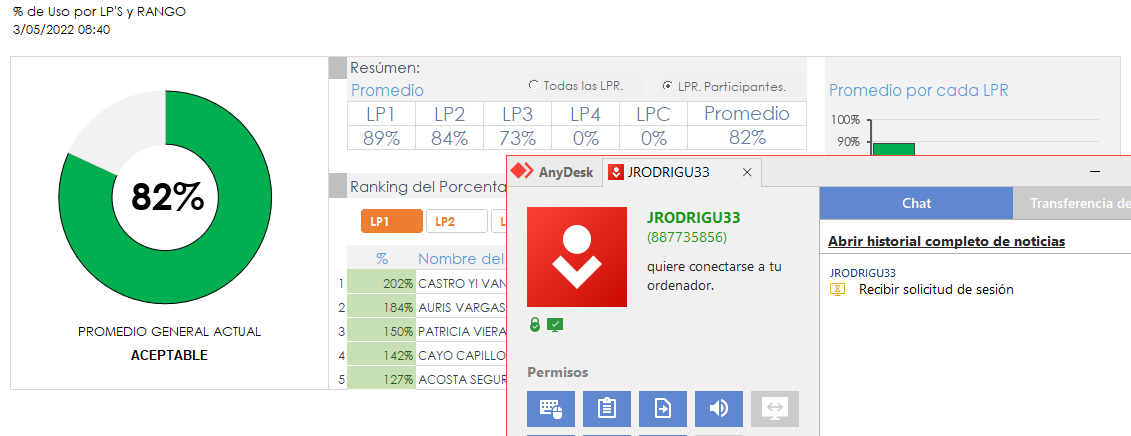 % de Uso por LP'S y RANGO
3/05/2022 08:40
82%
PROMEDIO GENERAL ACTUAL
ACEPTABLE
Resúmen:
Promedio
Todas las LPR.
LPR. Participantes.
LP1 LP2 LP3 LP4 LPC Promedio
89% 84% 73% 0% 0% 82%
Ranking del
LP1 LP2
% Nombre del
1 202% CASTRO YI
2 184% AURIS VARGAS
3 150% PATRICIA VIERA
4 142% CAYO CAPILLO
5 127% ACOSTA
Promedio por cada LPR
100%
90%
AnyDesk
JRODRIGU33
JRODRIGU33
(887735856)
quiere conectarse a tu
ordenador.
Permisos
Chat
Transferencia de
Abrir historial completo de noticias
JRODRIGU33
Recibir solicitud de sesión